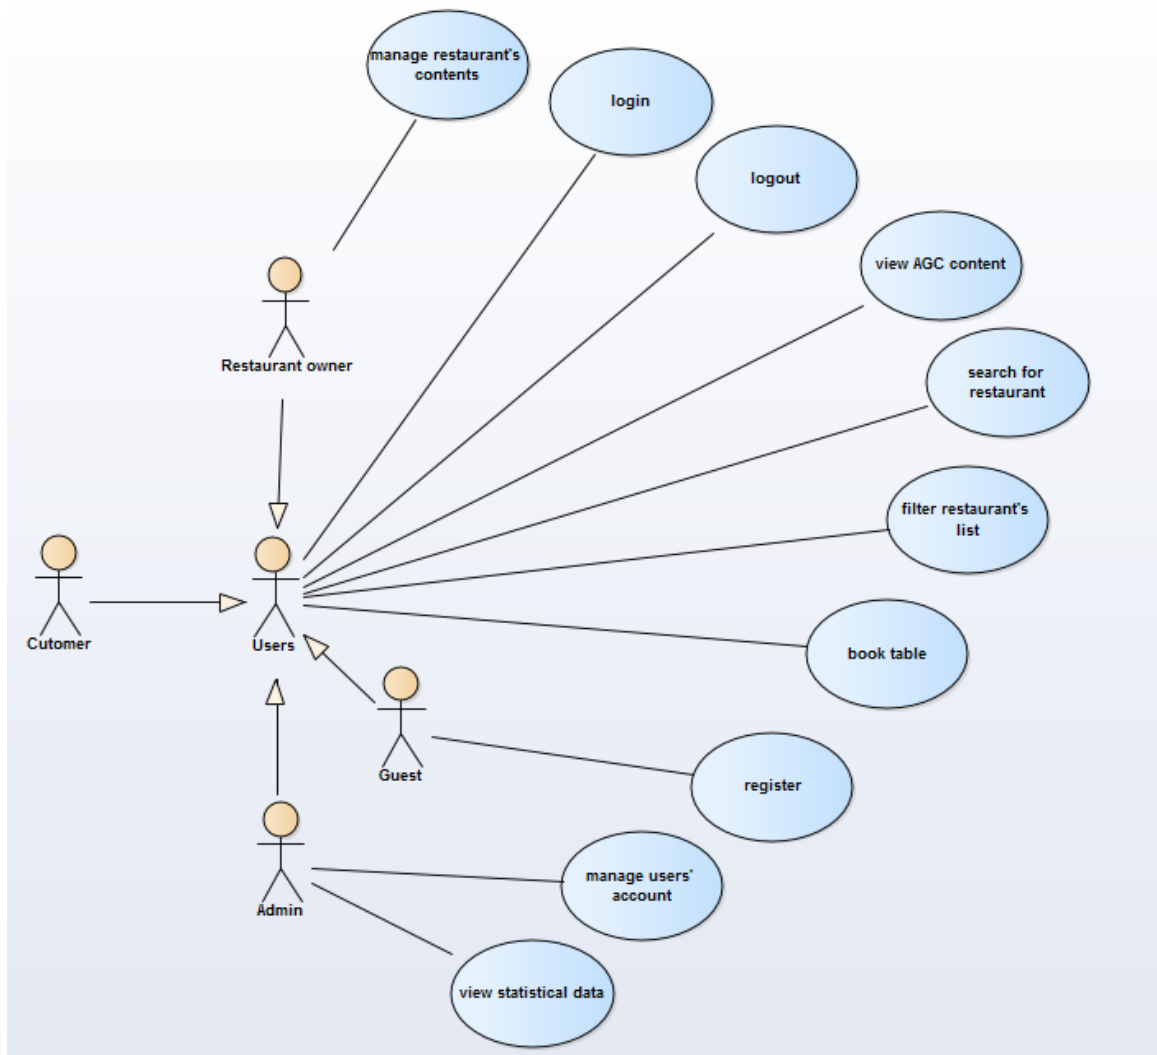 manage restaurant's
contents
login
logout
view AGC content
search for
restaurant
Restaurant owner
filter restaurant's
list
Cutomer
Users
book table
Guest
register
manage users'
account
Admin
view statistical data